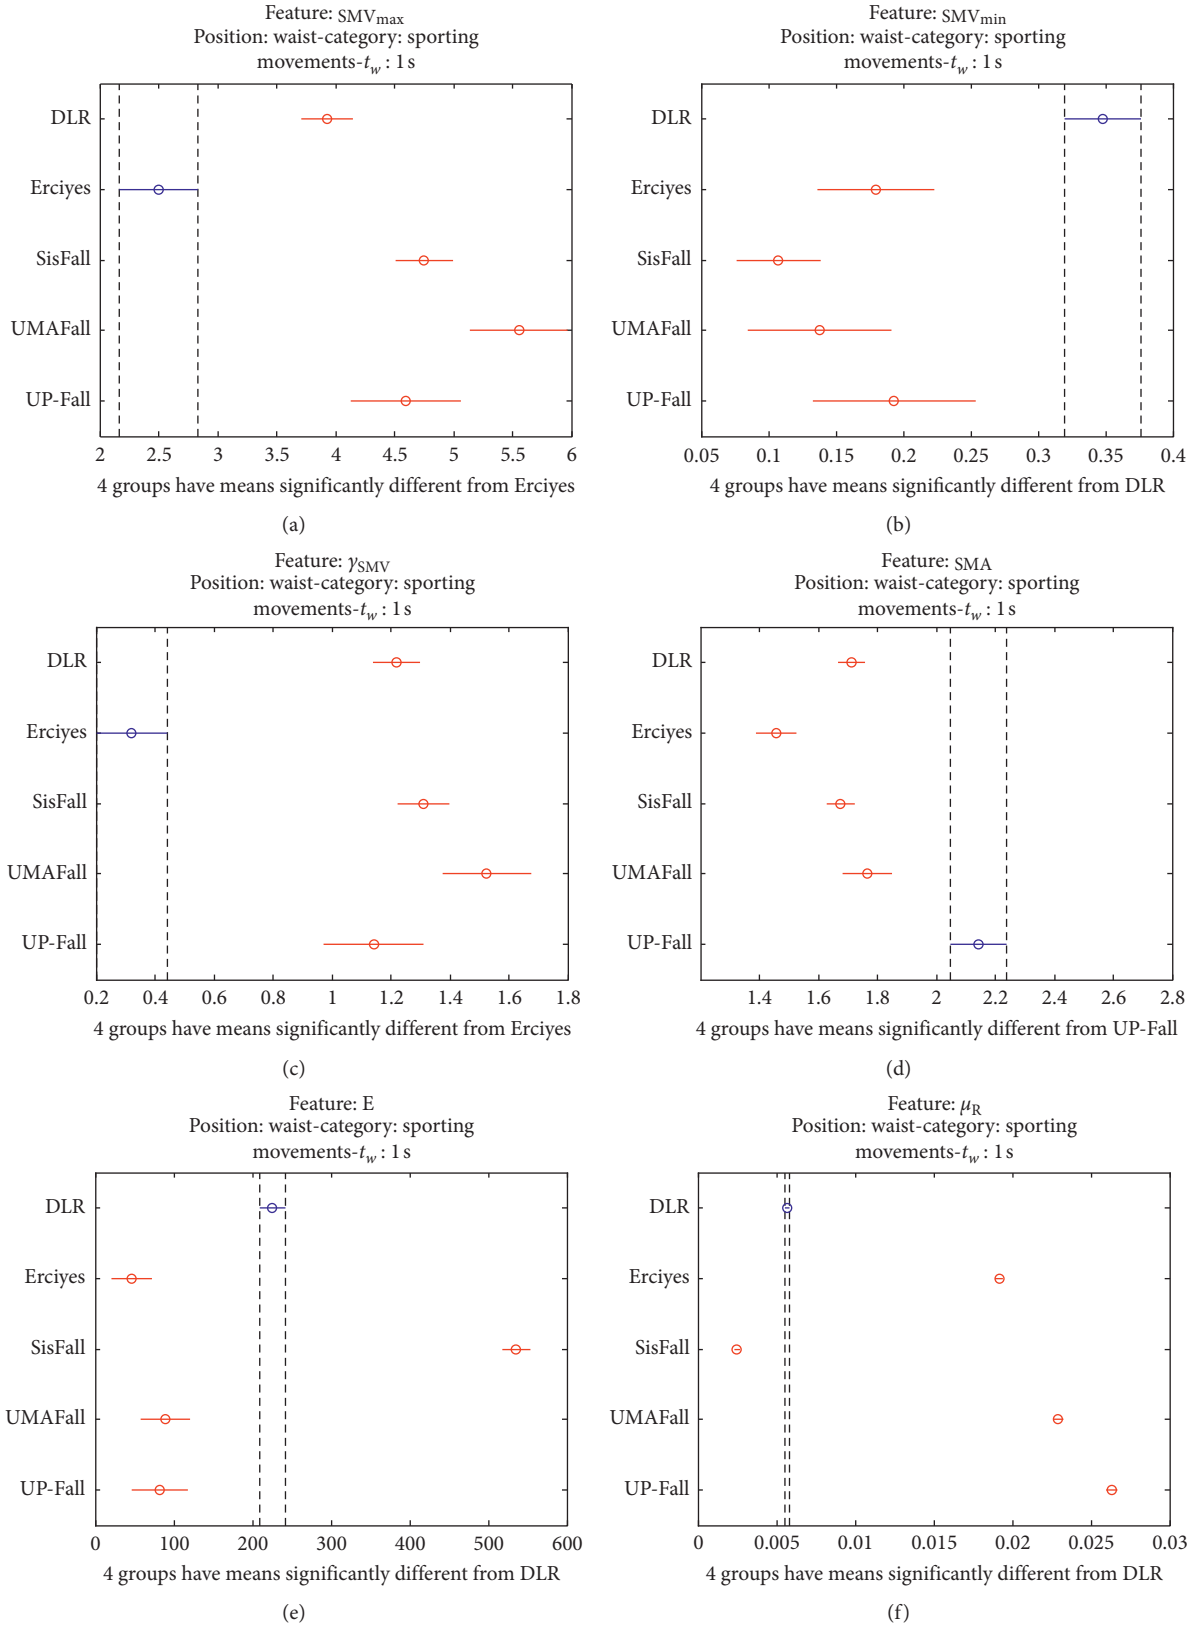 Feature: SMVmax
Position: waist-category: sporting
movements-tw : 1 s
DLR
Erciyes
SisFall
UMAFall
UP-Fall
2 2.5 3 3.5 4 4.5 5 5.5 6
4 groups have means significantly different from Erciyes
(a)
Feature: SMVmin
Position: waist-category: sporting
movements-tw : 1 s
DLR
Erciyes
SisFall
UMAFall
UP-Fall
0.05 0.1 0.15 0.2 0.25 0.3 0.35 0.4
4 groups have means significantly different from DLR
(b)
Feature: γSMV
Position: waist-category: sporting
movements-tw : 1 s
DLR
Erciyes
SisFall
UMAFall
UP-Fall
0.2 0.4 0.6 0.8 1 1.2 1.4 1.6 1.8
4 groups have means significantly different from Erciyes
(c)
Feature: SMA
Position: waist-category: sporting
movements-tw : 1 s
DLR
Erciyes
SisFall
UMAFall
UP-Fall
1.4 1.6 1.8 2 2.2 2.4 2.6 2.8
4 groups have means significantly different from UP-Fall
(d)
Feature: E
Position: waist-category: sporting
movements-tw : 1 s
DLR
Erciyes
SisFall
UMAFall
UP-Fall
0 100 200 300 400 500 600
4 groups have means significantly different from DLR
(e)
Feature: μR
Position: waist-category: sporting
movements-tw : 1 s
DLR
Erciyes
SisFall
UMAFall
UP-Fall
0 0.005 0.01 0.015 0.02 0.025 0.03
4 groups have means significantly different from DLR
(f)